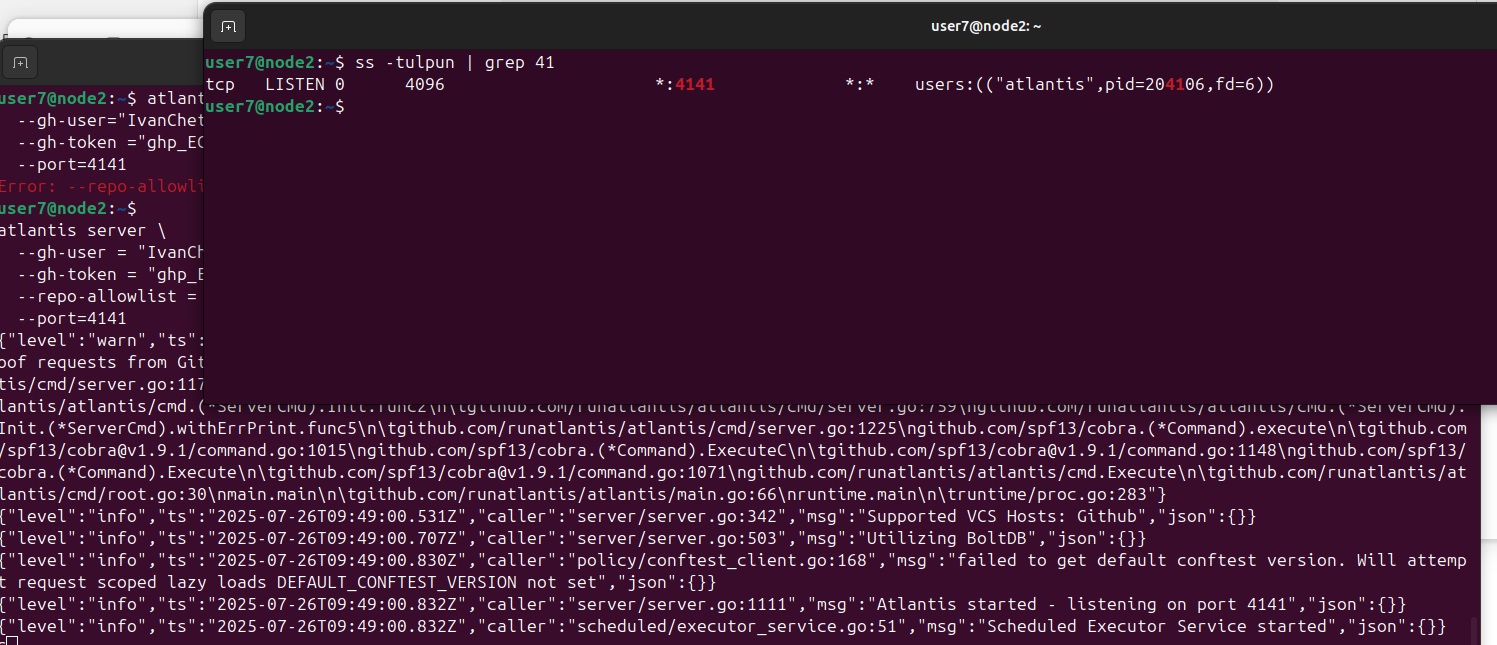 user7@node2: ~
user7@node2:~$ ss -tulpun | grep 41
tcp LISTEN 0 4096 *:4141 *:* users:(("atlantis",pid=204106,fd=6))
user7@node2:~$
user7@node2:~$ atlant
--gh-user="IvanChet
--gh-token ="ghp_EC
--port=4141
Error: --repo-allowli
user7@node2:~$
atlantis server \
--gh-user = "IvanCh
--gh-token = "ghp_E
--repo-allowlist =
--port=4141
{"level":"warn","ts":
oof requests from Git
tis/cmd/server.go:117
lantis/atlantis/cmd.(*ServerCmd).Init.func2\n\tgithub.com/runatlantis/atlantis/cmd/server.go:759\ngithub.com/runatlantis/atlantis/cmd.(*ServerCmd).
Init.(*ServerCmd).withErrPrint.func5\n\tgithub.com/runatlantis/atlantis/cmd/server.go:1225\ngithub.com/spf13/cobra.(*Command).execute\n\tgithub.com
/spf13/cobra@v1.9.1/command.go:1015\ngithub.com/spf13/cobra.(*Command).ExecuteC\n\tgithub.com/spf13/cobra@v1.9.1/command.go:1148\ngithub.com/spf13/
cobra.(*Command).Execute\n\tgithub.com/spf13/cobra@v1.9.1/command.go:1071\ngithub.com/runatlantis/atlantis/cmd.Execute\n\tgithub.com/runatlantis/at
lantis/cmd/root.go:30\nmain.main\n\tgithub.com/runatlantis/atlantis/main.go:66\nruntime.main\n\truntime/proc.go:283"}
{"level":"info","ts":"2025-07-26T09:49:00.531Z","caller":"server/server.go:342","msg":"Supported VCS Hosts: Github","json":{}}
{"level":"info","ts":"2025-07-26T09:49:00.707Z","caller":"server/server.go:503","msg":"Utilizing BoltDB","json":{}}
{"level":"info","ts":"2025-07-26T09:49:00.830Z","caller":"policy/conftest_client.go:168","msg":"failed to get default conftest version. Will attemp
t request scoped lazy loads DEFAULT_CONFTEST_VERSION not set","json":{}}
{"level":"info","ts":"2025-07-26T09:49:00.832Z","caller":"server/server.go:1111","msg":"Atlantis started - listening on port 4141","json":{}}
{"level":"info","ts":"2025-07-26T09:49:00.832Z","caller":"scheduled/executor_service.go:51","msg":"Scheduled Executor Service started","json":{}}